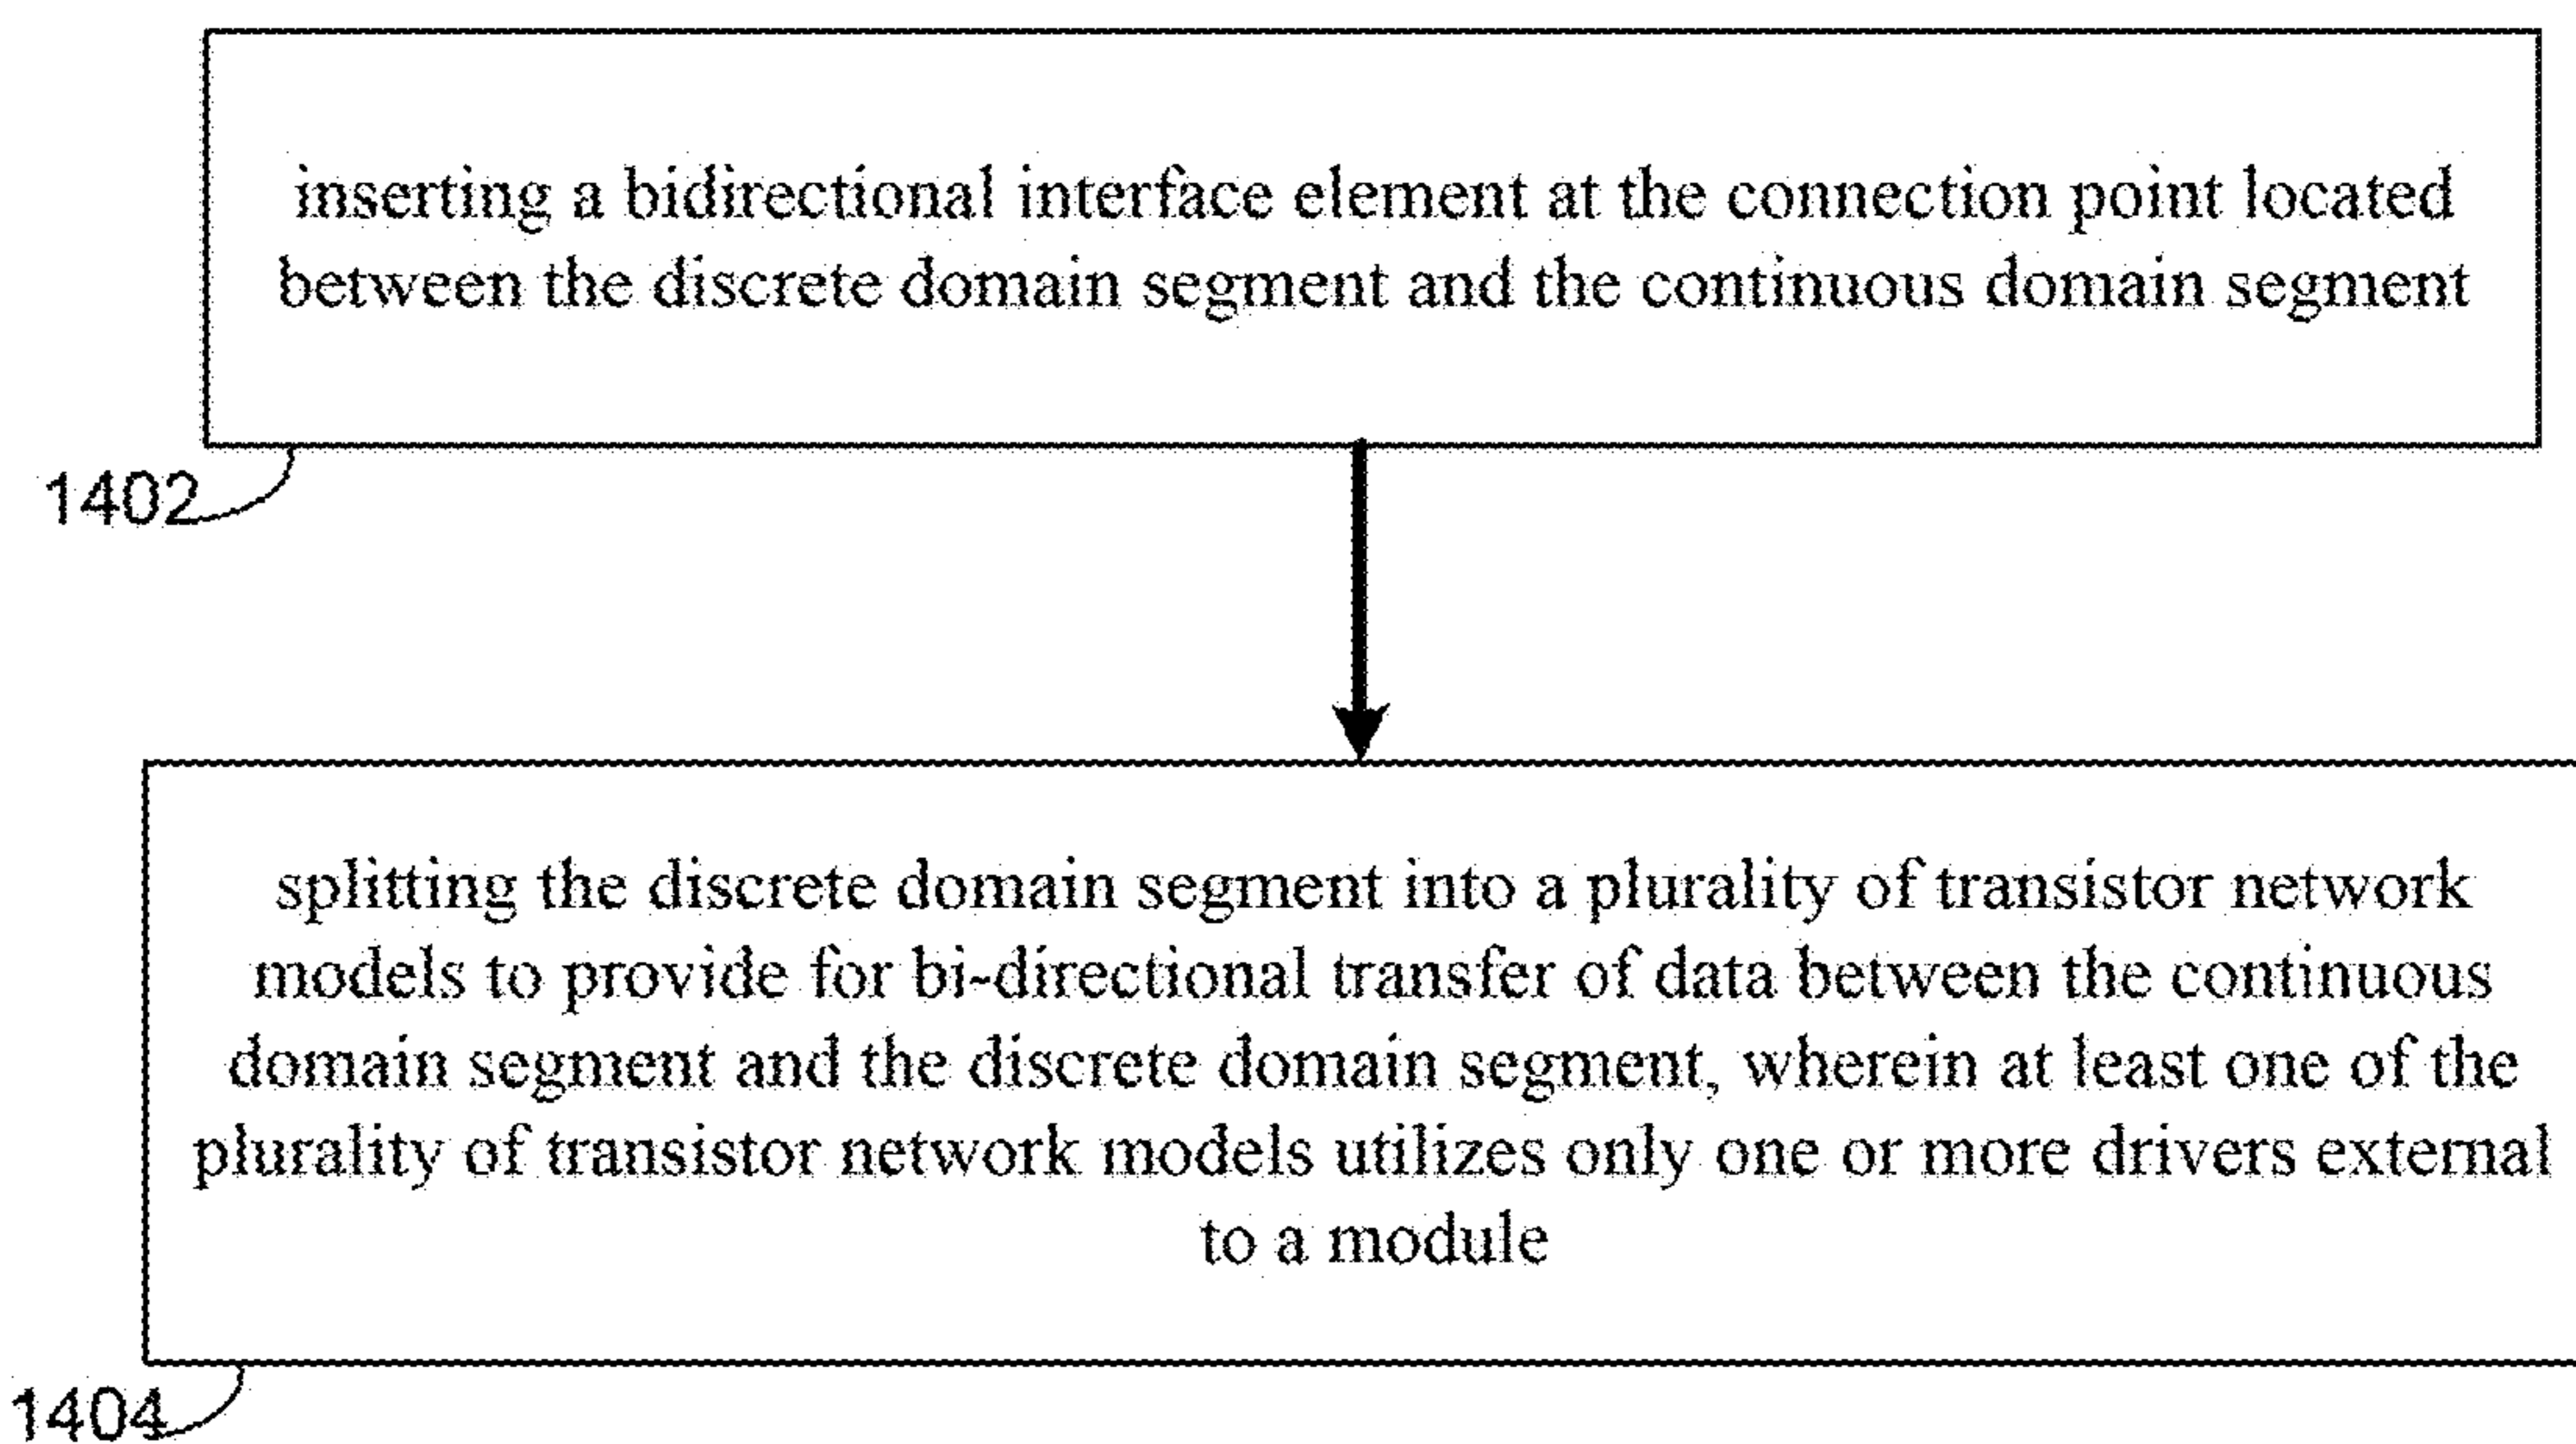 inserting a bidirectional interface element at the connection point located
between the discrete domain segment and the continuous domain segment
1402
splitting the discrete domain segment into a plurality of transistor network
models to provide for bi-directional transfer of data between the continuous
domain segment and the discrete domain segment, wherein at least one of the
plurality of transistor network models utilizes only one or more drivers external
to a module
1404